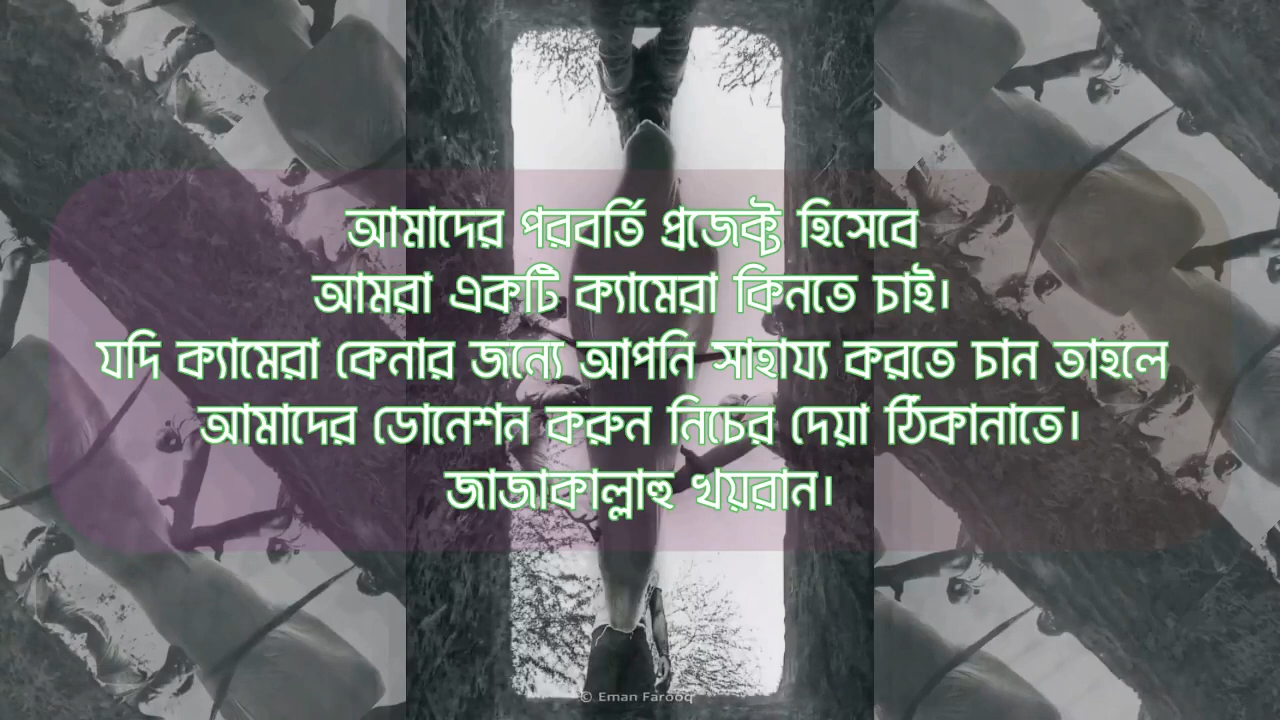 আমাদের পরবর্তি প্রজেক্ট হিসেবে
আমরা একটি ক্যামেরা কিনতে চাই।
যদি ক্যামেরা কেনার জন্যে আপনি সাহায্য করতে চান তাহলে
আমাদের ডোনেশন করুন নিচের দেয়া ঠিকানাতে।
জাজাকাল্লাহু খয়রান।
© Eman Farooq